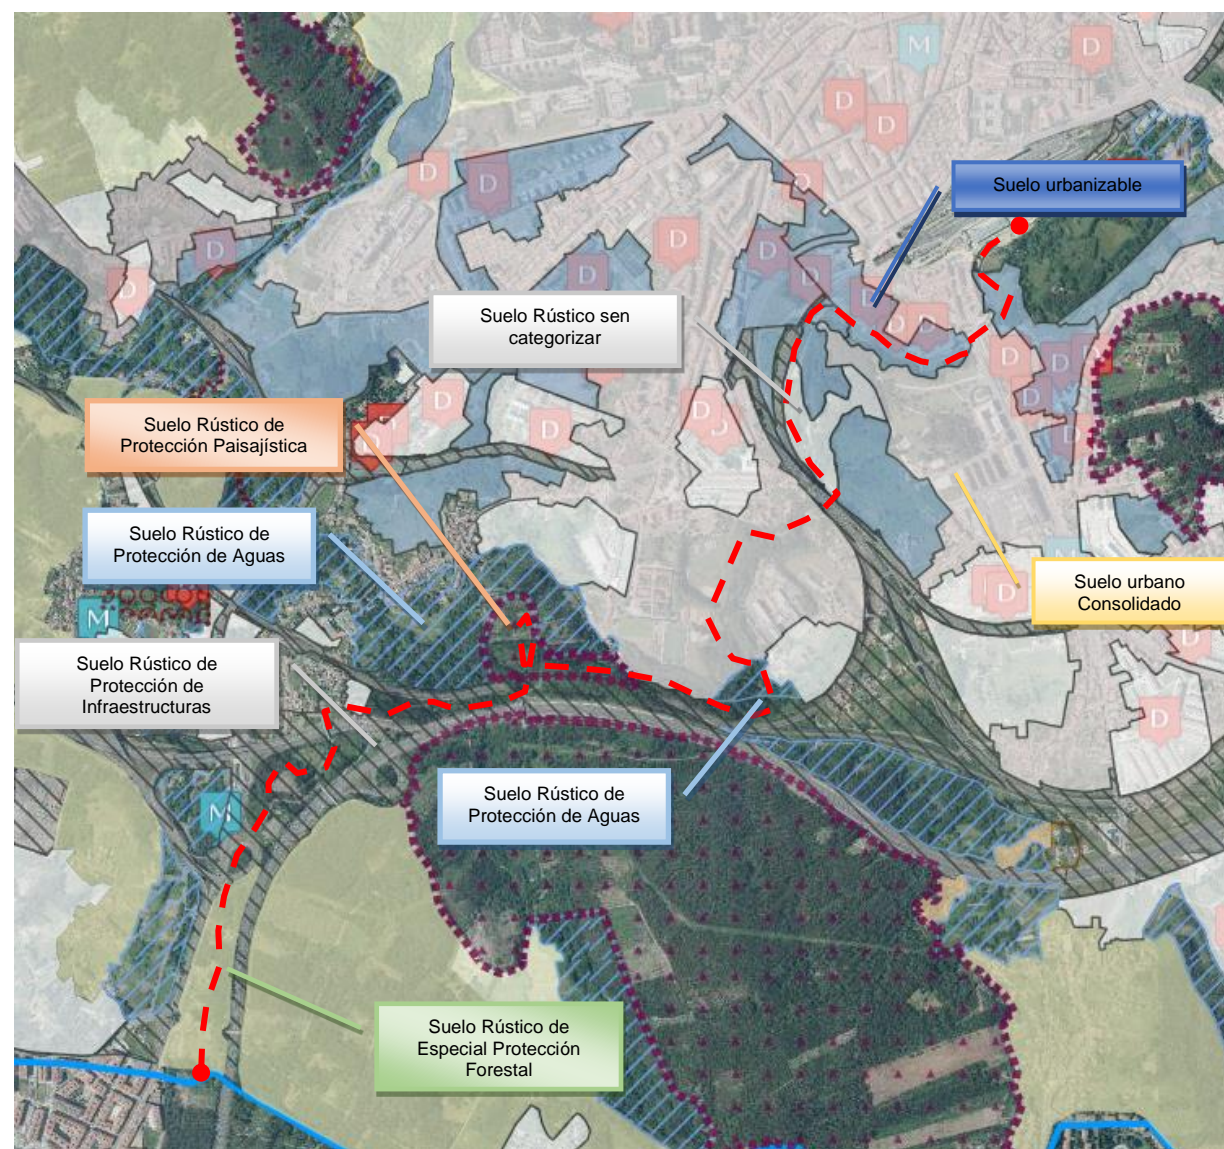 M
D
D
D
Suelo urbanizable
D
D
D
D
D
D
D
D
D
D
D
D
D
Suelo Rústico sen
categorizar
D
D
D
D
D
D
D
Suelo Rústico de
Protección Paisajística
Suelo Rústico de
Protección de Aguas
Suelo urbano
Consolidado
M
D
M
D
Suelo Rústico de
Protección de
Infraestructuras
D
Suelo Rústico de
Protección de Aguas
M
Suelo Rústico de
Especial Protección
Forestal